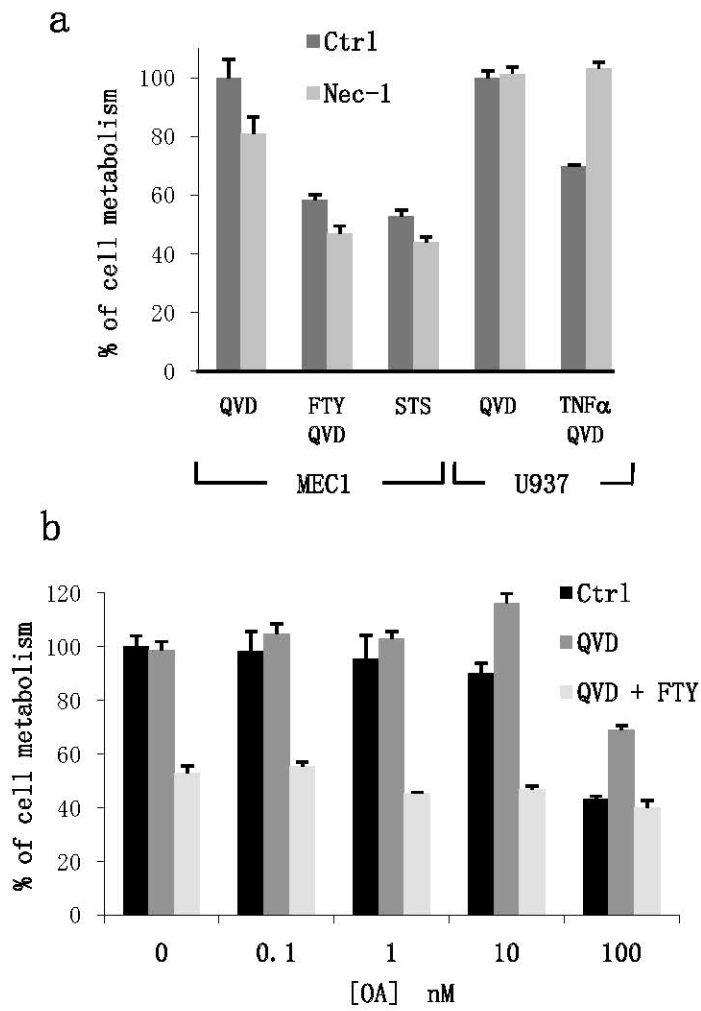 a
Ctrl
Nec-1
% of cell metabolism
100
80
60
40
20
0
QVD FTY QVD STS QVD TNFα QVD
MEC1 U937
b
Ctrl
QVD
QVD + FTY
% of cell metabolism
120
100
80
60
40
20
0
0 0.1 1 10 100
[OA] nM